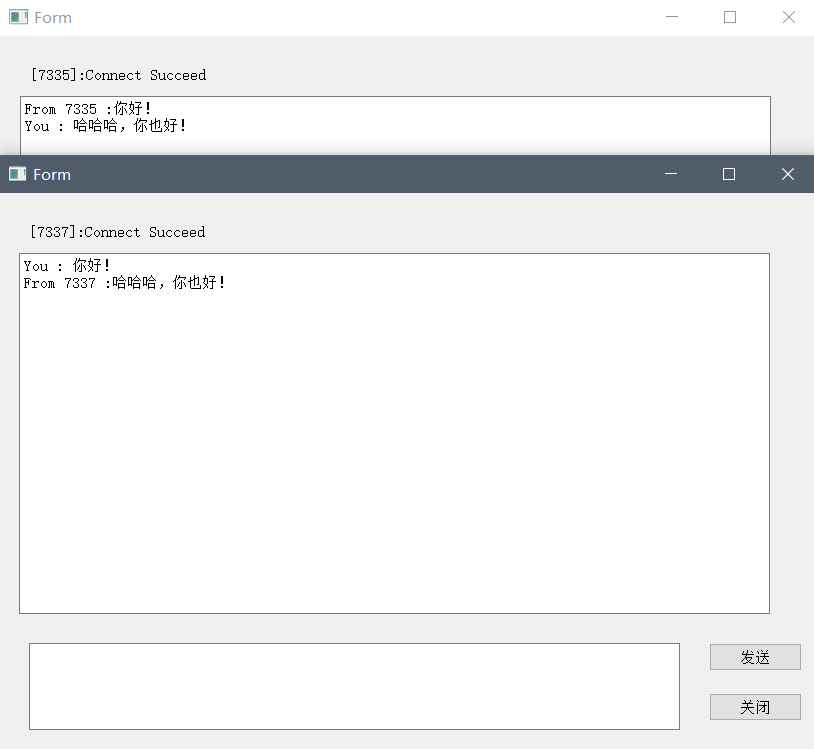 Form
[7335]:Connect Succeed
From 7335 :你好!
You : 哈哈哈，你也好!
Form
[7337]:Connect Succeed
You : 你好!
From 7337 :哈哈哈，你也好!
发送
关闭